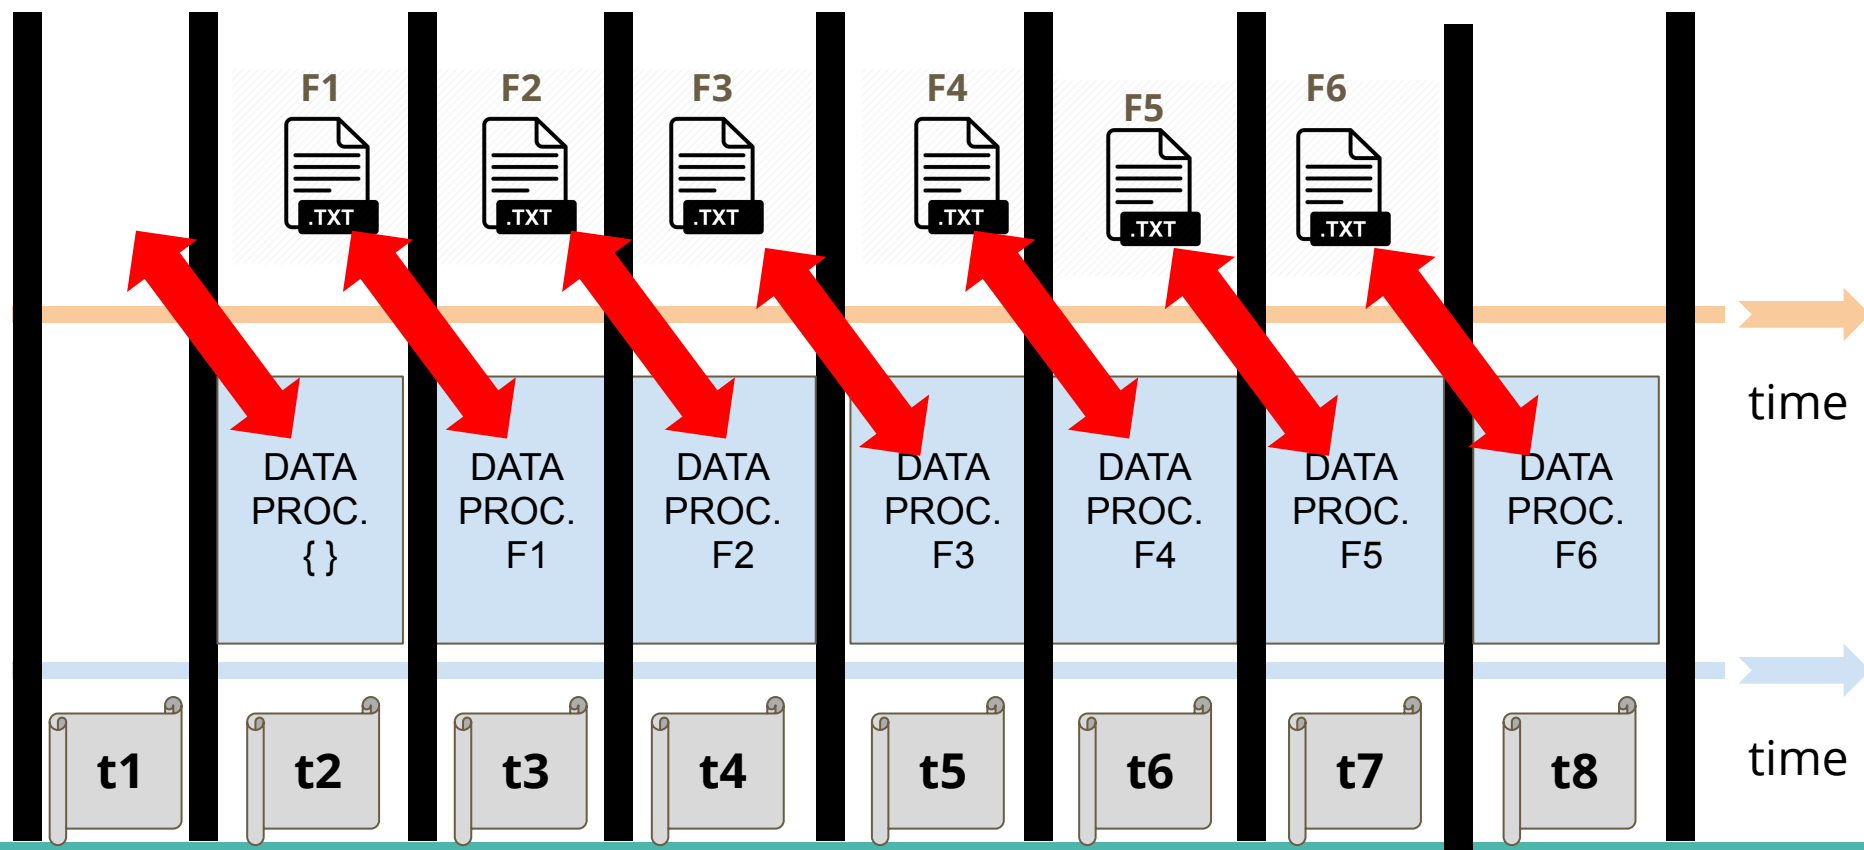 F1
F2
F3
F4
F5
F6
.TXT
.TXT
.TXT
.TXT
.TXT
.TXT
time
DATA
PROC.
{ }
DATA
PROC.
F1
DATA
PROC.
F2
DATA
PROC.
F3
DATA
PROC.
F4
DATA
PROC.
F5
DATA
PROC.
F6
t1
t2
t3
t4
t5
t6
t7
t8
time